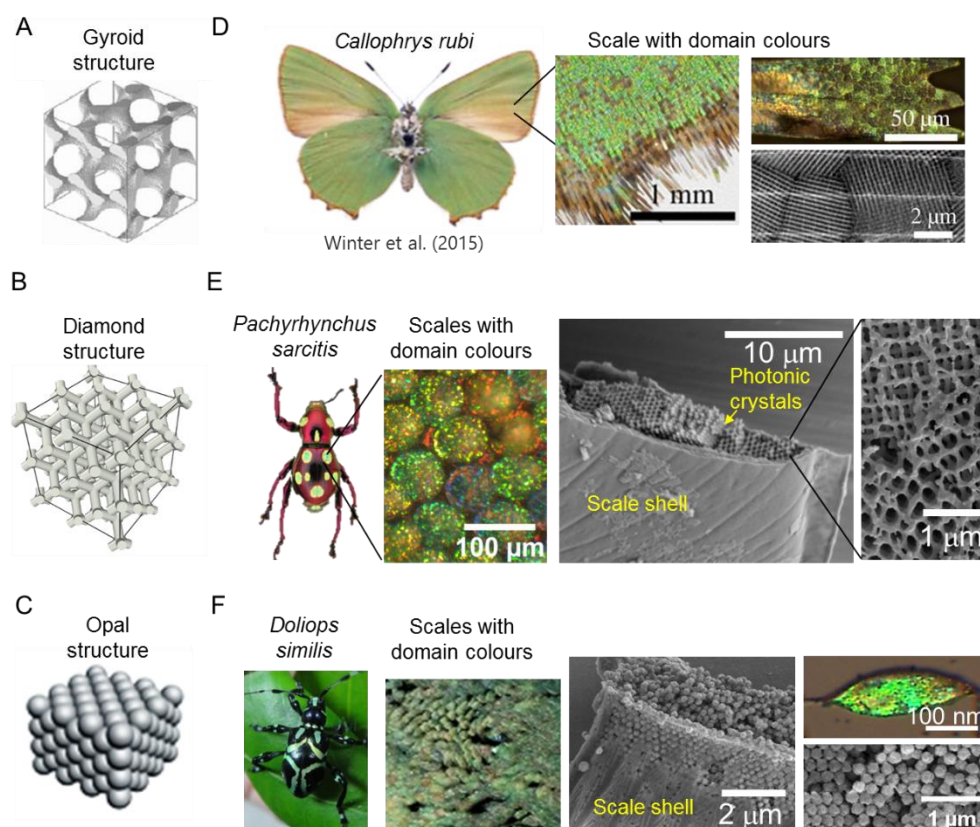 A
Gyroid
structure
D
Callophrys rubi
Scale with domain colours
50 µm
1 mm
2 µm
Winter et al. (2015)
B
Diamond
structure
E
Pachyrhynchus
sarcitis
Scales with
domain colours
100 µm
10 µm
Photonic
crystals
Scale shell
1 µm
C
Opal
structure
F
Doliops
similis
Scales with
domain colours
Scale shell
2 µm
100 nm
1 µm